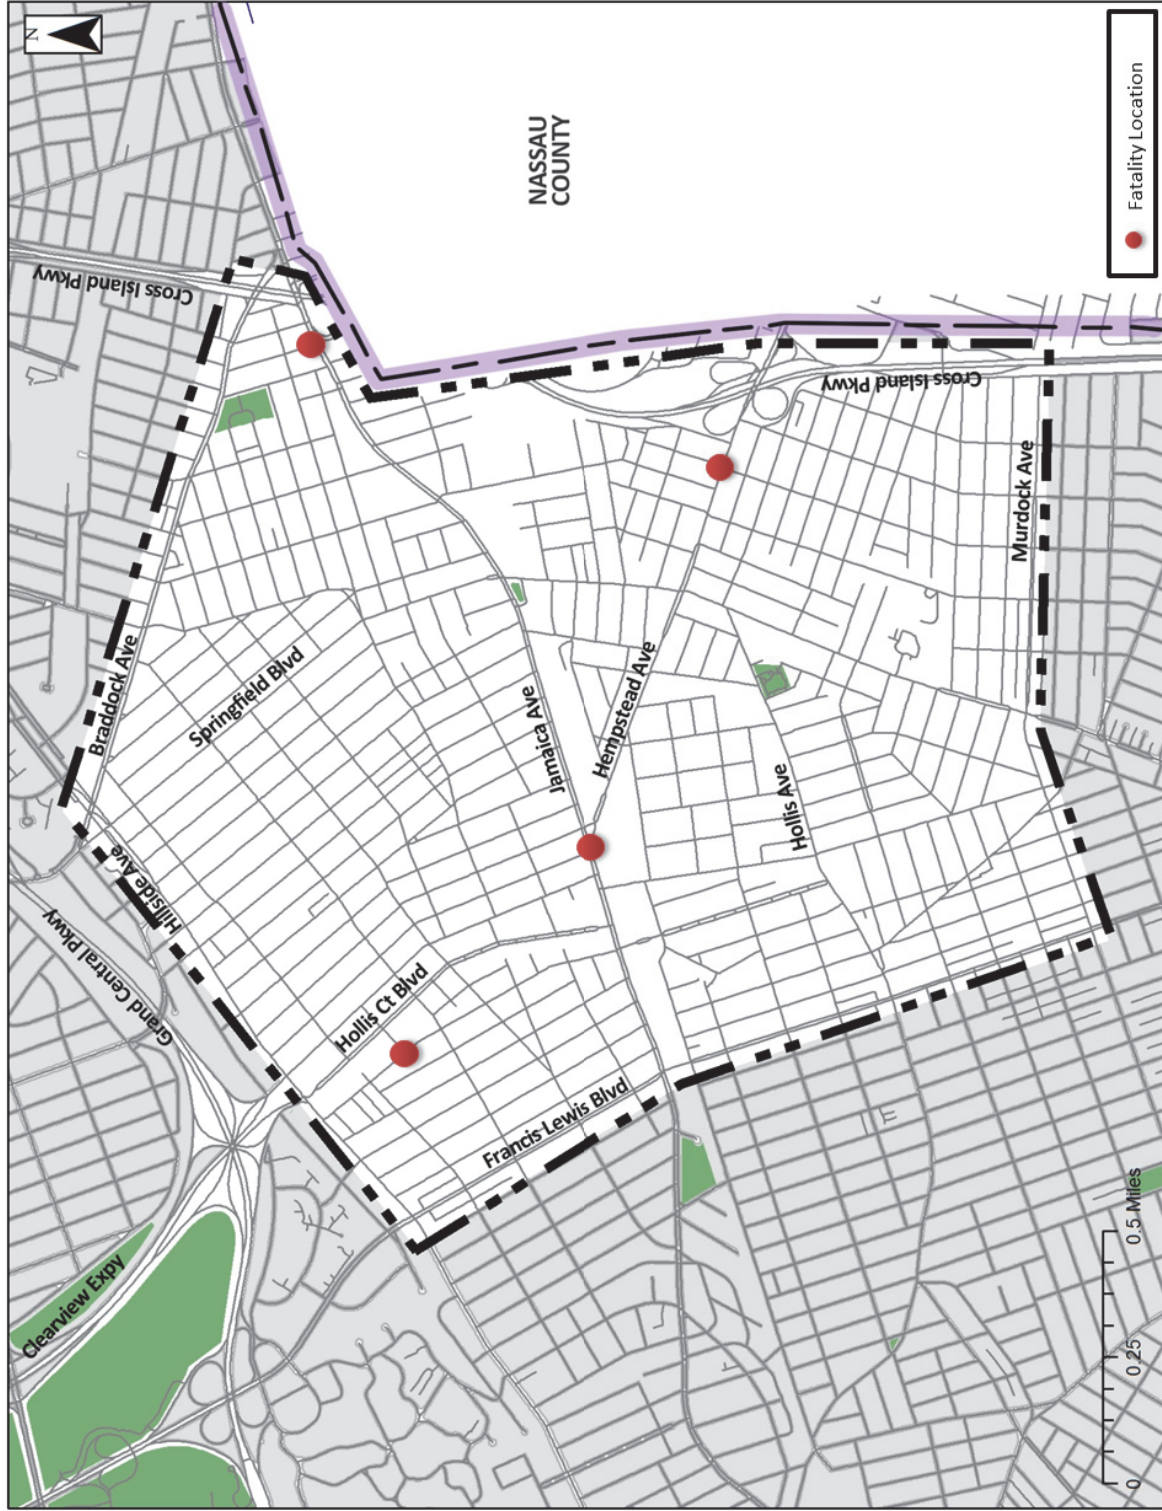 N
Clearview Expy
Grand Central Pkwy
Hillside Ave
Braddock Ave
Cross Island Pkwy
Springfield Blvd
Hollis Ct Blvd
Francis Lewis Blvd
Jamaica Ave
Hempstead Ave
Hollis Ave
Murdock Ave
Cross Island Pkwy
NASSAU
COUNTY
0 0.25 0.5 Miles
Fatality Location